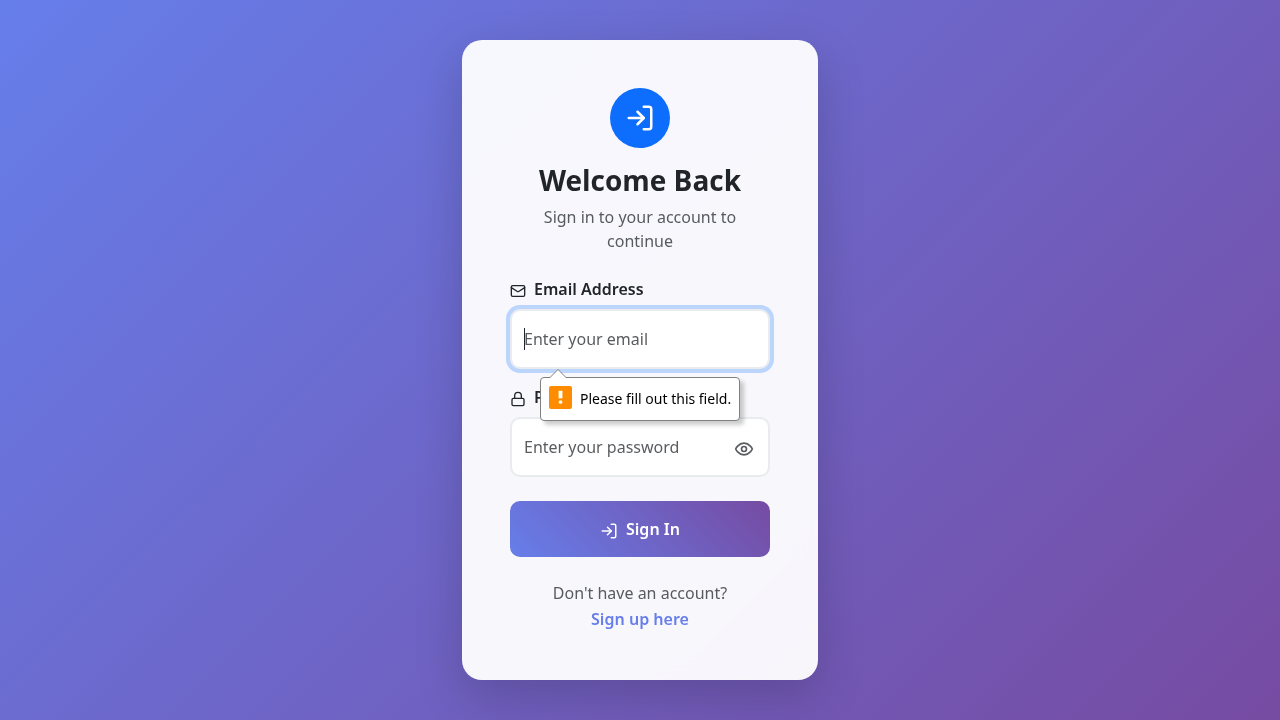 Welcome Back
Sign in to your account to
continue
Email Address
Enter your email
Please fill out this field.
Enter your password
Sign In
Don't have an account?
Sign up here